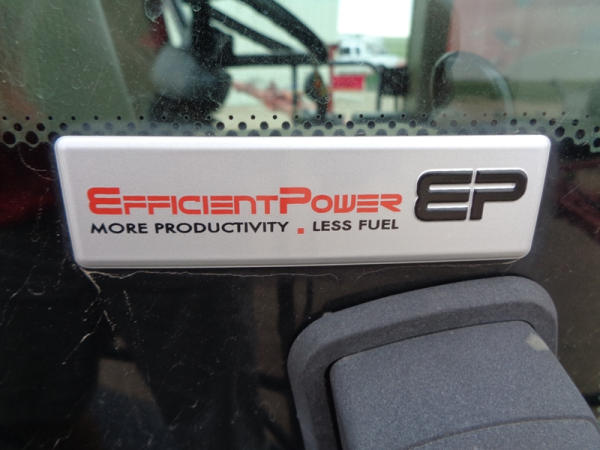 EFFICIENTPOWER EP
MORE PRODUCTIVITY . LESS FUEL